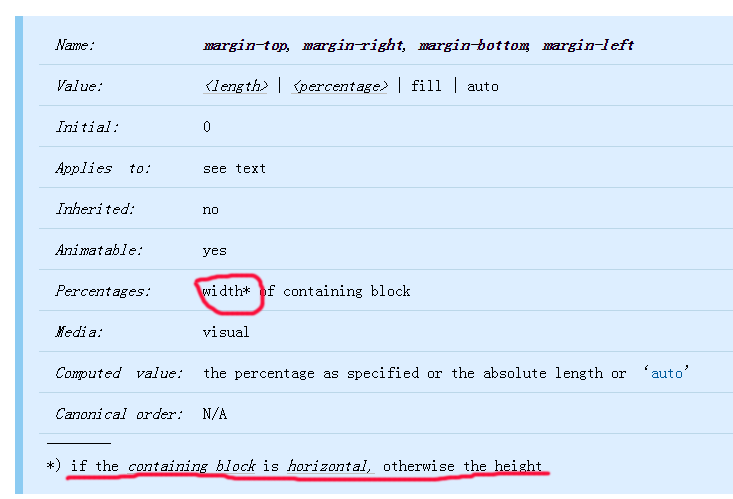 Name: margin-top, margin-right, margin-bottom, margin-left
Value: <length> | <percentage> | fill | auto
Initial: 0
Applies to: see text
Inherited: no
Animatable: yes
Percentages: width* of containing block
Media: visual
Computed value: the percentage as specified or the absolute length or ‘auto’
Canonical order: N/A
*) if the containing block is horizontal, otherwise the height